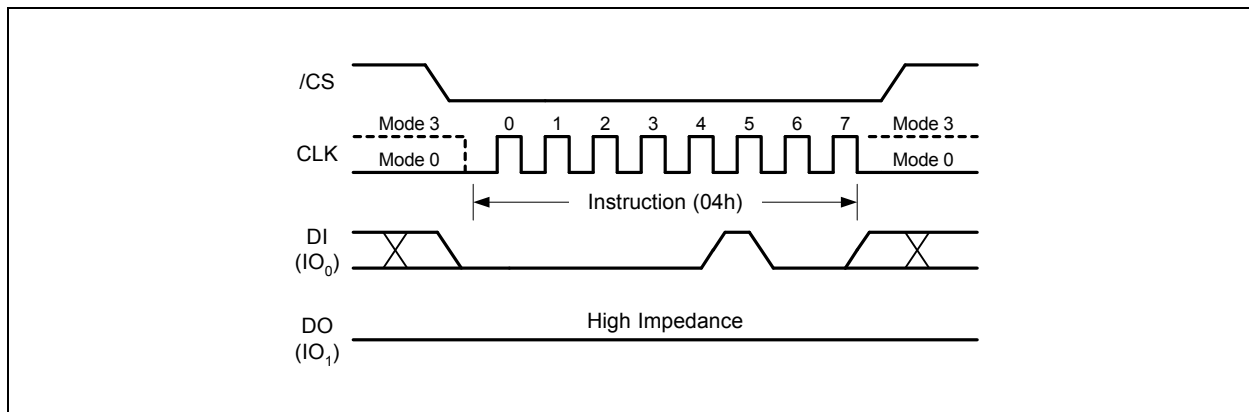 /CS
Mode 3 0 1 2 3 4 5 6 7 Mode 3
CLK
Mode 0 Mode 0
Instruction (04h)
DI
(IO₀)
High Impedance
DO
(IO₁)